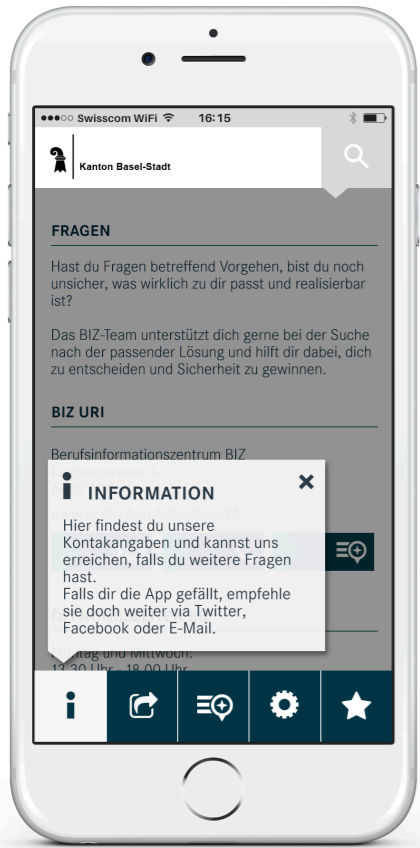 Swisscom WiFi 16:15
Kanton Basel-Stadt
FRAGEN
Hast du Fragen betreffend Vorgehen, bist du noch
unsicher, was wirklich zu dir passt und realisierbar
ist?
Das BIZ-Team unterstützt dich gerne bei der Suche
nach der passender Lösung und hilft dir dabei, dich
zu entscheiden und Sicherheit zu gewinnen.
BIZ URI
Berufsinformationszentrum BIZ
INFORMATION
Hier findest du unsere
Kontakangaben und kannst uns
erreichen, falls du weitere Fragen
hast.
Falls dir die App gefällt, empfehle
sie doch weiter via Twitter,
Facebook oder E-Mail.
Montag und Mittwoch:
13.30 Uhr - 18.00 Uhr